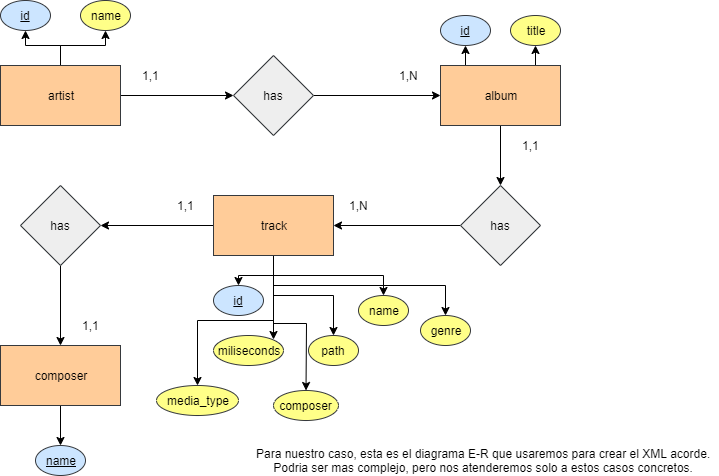 id
name
id
title
1,1
1,N
artist
has
album
1,1
1,1
1,N
has
track
has
id
name
genre
1,1
miliseconds
path
composer
media_type
composer
name
Para nuestro caso, esta es el diagrama E-R que usaremos para crear el XML acorde.
Podria ser mas complejo, pero nos atenderemos solo a estos casos concretos.